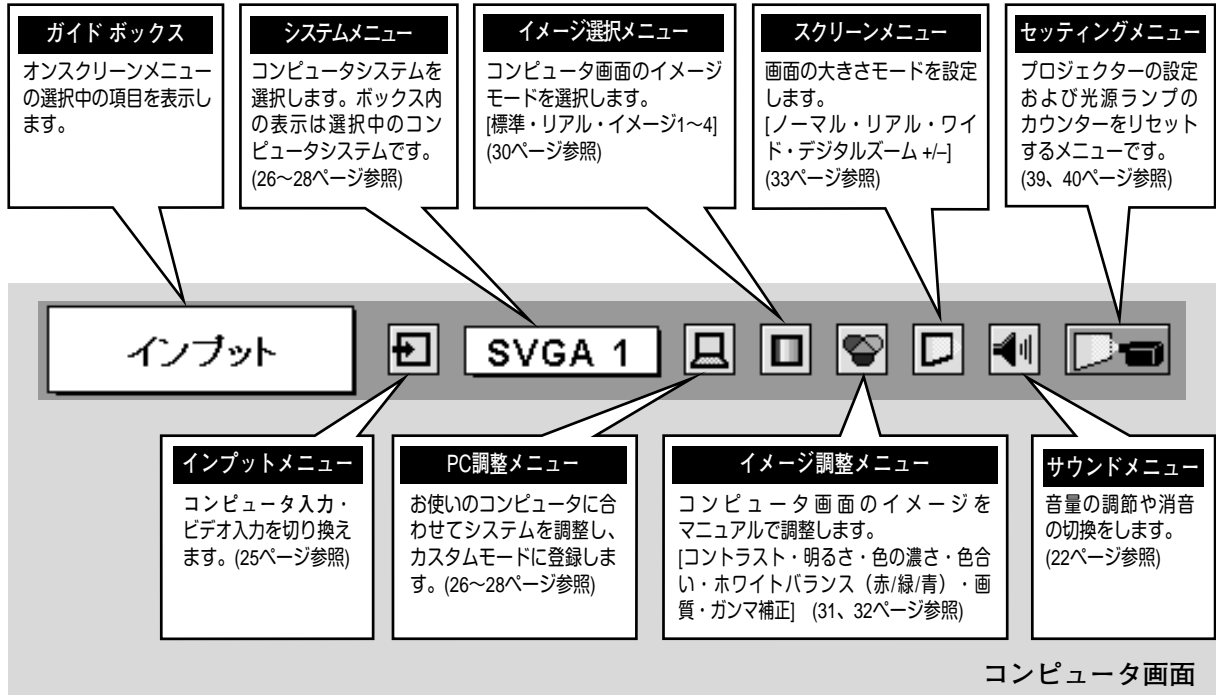 ガイド ボックス
オンスクリーンメニュー
の選択中の項目を表示し
ます。
システムメニュー
コンピュータシステムを
選択します。ボックス内
の表示は選択中のコン
ピュータシステムです。
(26〜28ページ参照)
イメージ選択メニュー
コンピュータ画面のイメージ
モードを選択します。
[標準・リアル・イメージ1〜4]
(30ページ参照)
スクリーンメニュー
画面の大きさモードを設定
します。
[ノーマル・リアル・ワイ
ド・デジタルズーム +/–]
(33ページ参照)
セッティングメニュー
プロジェクターの設定
および光源ランプの
カウンターをリセット
するメニューです。
(39、40ページ参照)
インプット
SVGA 1
インプットメニュー
コンピュータ入力・
ビデオ入力を切り換え
ます。(25ページ参照)
PC調整メニュー
お使いのコンピュータに合
わせてシステムを調整し、
カスタムモードに登録しま
す。(26〜28ページ参照)
イメージ調整メニュー
コンピュータ画面のイメージを
マニュアルで調整します。
[コントラスト・明るさ・色の濃さ・色合
い・ホワイトバランス（赤/緑/青）・画
質・ガンマ補正] (31、32ページ参照)
サウンドメニュー
音量の調節や消音
の切換をします。
(22ページ参照)
コンピュータ画面